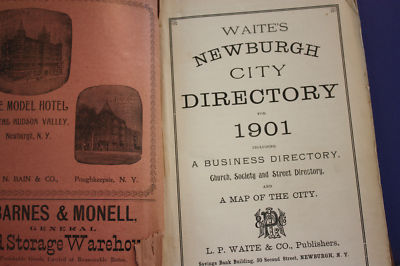 E MODEL HOTEL,
HUDSON VALLEY,
Newburgh, N. Y.
N. BAIN & CO.,
Poughkeepsie, N. Y.
BARNES & MONELL,
GENERAL
l Storage Warehou
WAITE'S
NEWBURGH
CITY
DIRECTORY
FOR
1901
INCLUDING
A BUSINESS DIRECTORY,
Church, Society and Street Directory,
AND
A MAP OF THE CITY.
L. P. WAITE & CO., Publishers.
Savings Bank Building, 50 Second Street, NEWBURGH, N. Y.